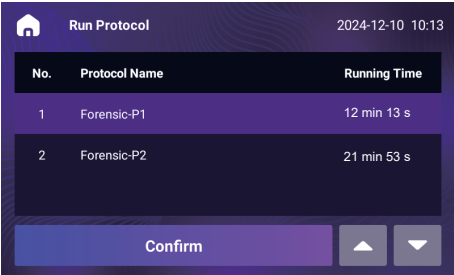 Run Protocol 2024-12-10 10:13
No. Protocol Name Running Time
1 Forensic-P1 12 min 13 s
2 Forensic-P2 21 min 53 s
Confirm